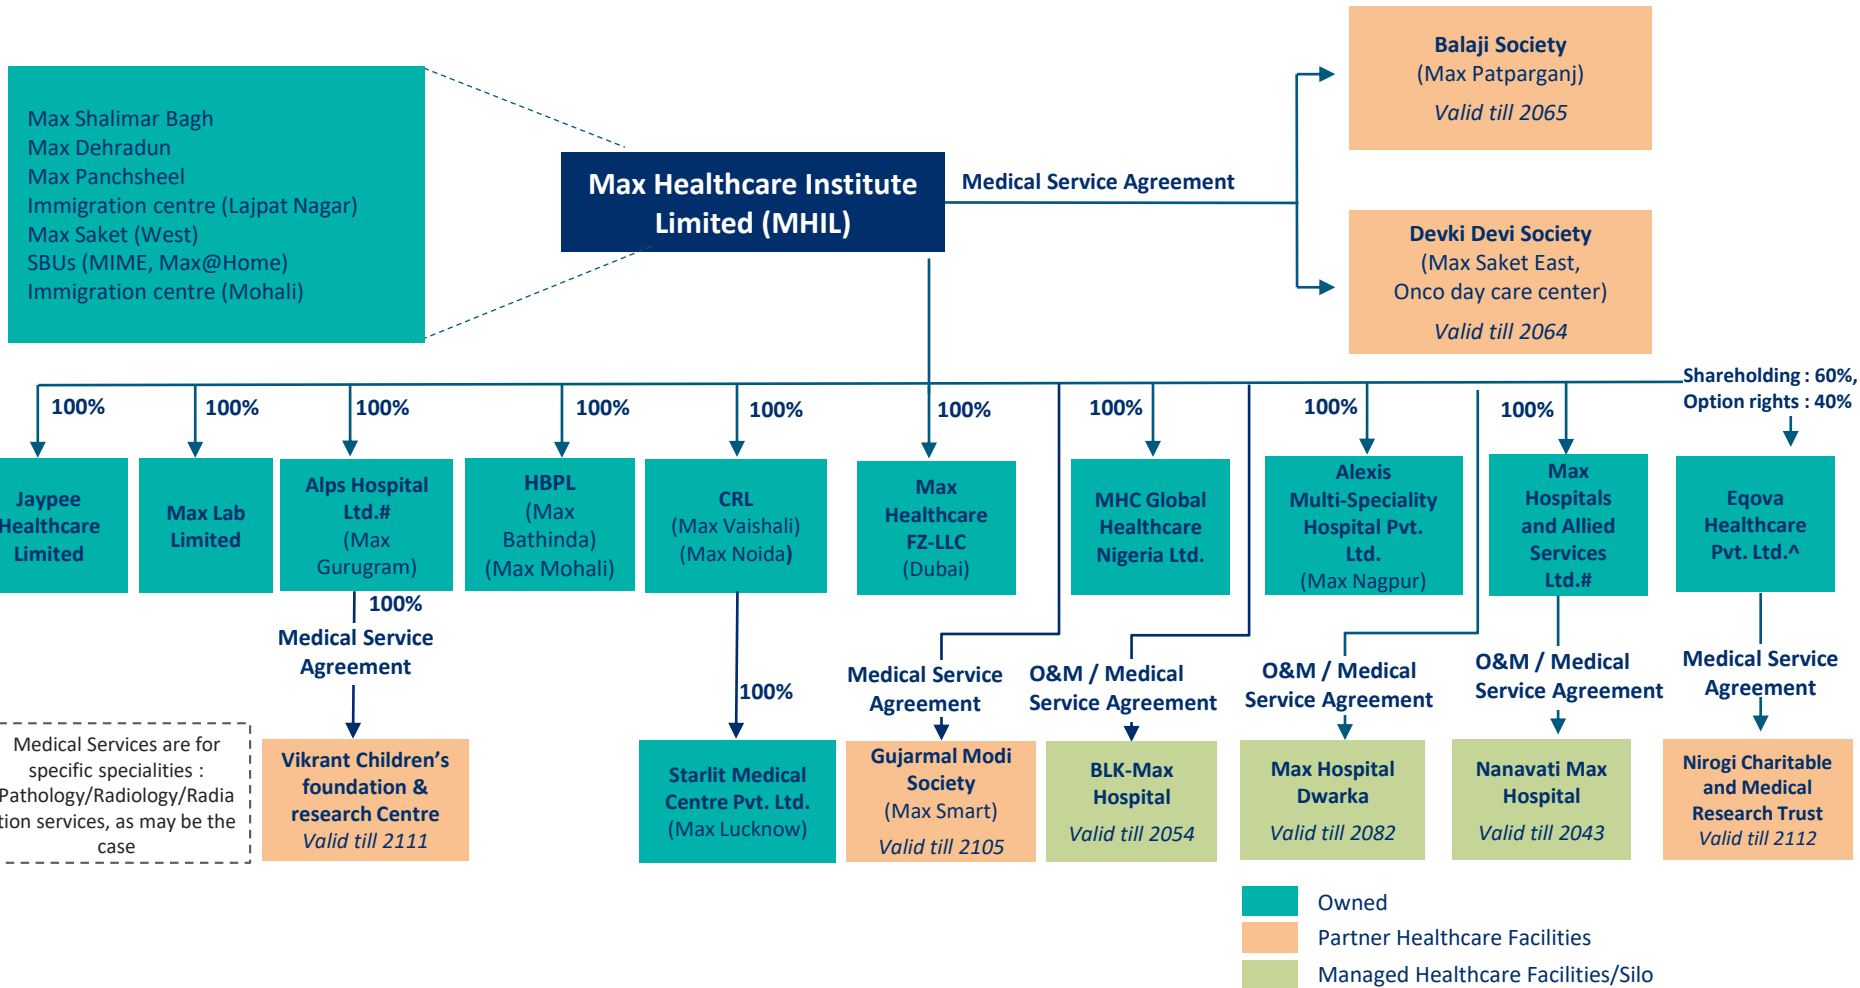 Balaji Society
(Max Patparganj)
Valid till 2065
Max Shalimar Bagh
Max Dehradun
Max Panchsheel
Immigration centre (Lajpat Nagar)
Max Saket (West)
SBUs (MIME, Max@Home)
Immigration centre (Mohali)
Max Healthcare Institute
Limited (MHIL)
Medical Service Agreement
Devki Devi Society
(Max Saket East,
Onco day care center)
Valid till 2064
Shareholding : 60%,
Option rights : 40%
100%
100%
100%
100%
100%
100%
100%
100%
100%
Jaypee
Healthcare
Limited
Max Lab
Limited
Alps Hospital
Ltd.#
(Max
Gurugram)
HBPL
(Max
Bathinda)
(Max Mohali)
CRL
(Max Vaishali)
(Max Noida)
Max
Healthcare
FZ-LLC
(Dubai)
MHC Global
Healthcare
Nigeria Ltd.
Alexis
Multi-Speciality
Hospital Pvt.
Ltd.
(Max Nagpur)
Max
Hospitals
and Allied
Services
Ltd.#
Eqova
Healthcare
Pvt. Ltd.^
100%
Medical Service
Agreement
100%
Medical Service
Agreement
O&M / Medical
Service Agreement
O&M / Medical
Service Agreement
O&M / Medical
Service Agreement
Medical Service
Agreement
Medical Services are for
specific specialities :
Pathology/Radiology/Radia
tion services, as may be the
case
Vikrant Children’s
foundation &
research Centre
Valid till 2111
Starlit Medical
Centre Pvt. Ltd.
(Max Lucknow)
Gujarmal Modi
Society
(Max Smart)
Valid till 2105
BLK-Max
Hospital
Valid till 2054
Max Hospital
Dwarka
Valid till 2082
Nanavati Max
Hospital
Valid till 2043
Nirogi Charitable
and Medical
Research Trust
Valid till 2112
Owned
Partner Healthcare Facilities
Managed Healthcare Facilities/Silo